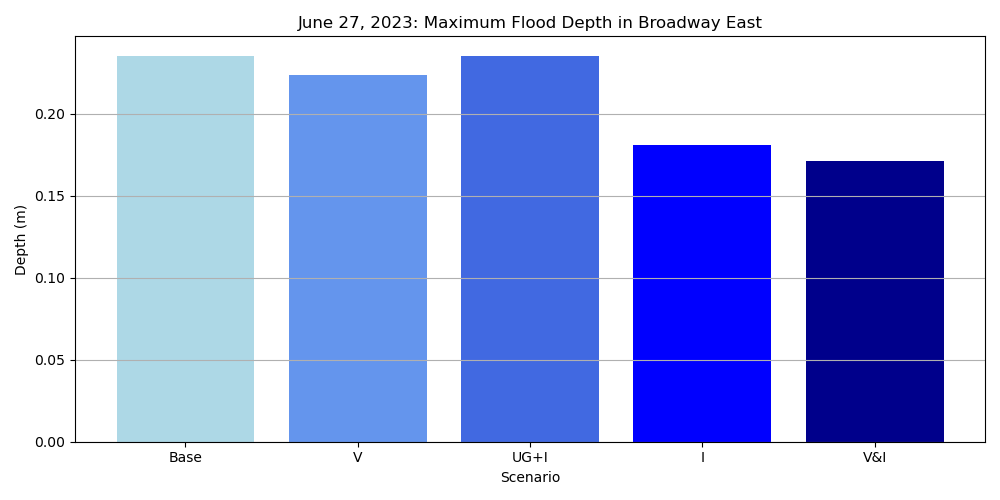 June 27, 2023: Maximum Flood Depth in Broadway East
Depth (m)
0.20
0.15
0.10
0.05
0.00
Base V UG+I I V&I
Scenario